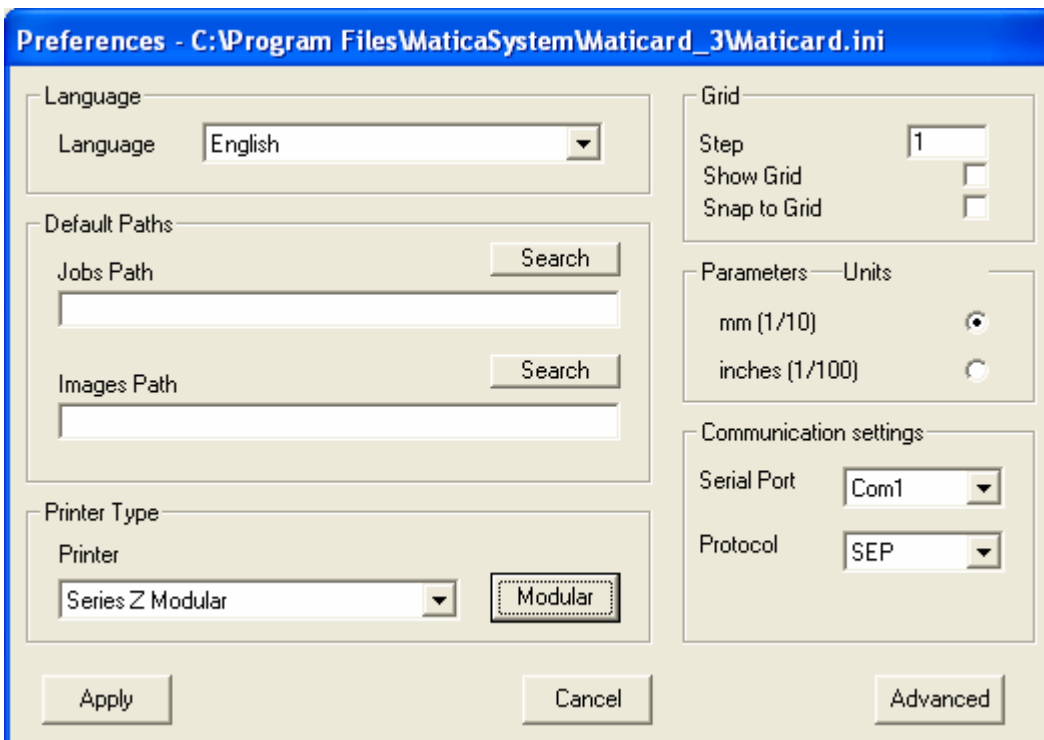 Preferences - C:\Program Files\MaticaSystem\Maticard_3\Maticard.ini
Language
Language English
Default Paths
Jobs Path Search
Images Path Search
Printer Type
Printer
Series Z Modular Modular
Grid
Step 1
Show Grid
Snap to Grid
Parameters Units
mm (1/10)
inches (1/100)
Communication settings
Serial Port Com1
Protocol SEP
Apply Cancel Advanced